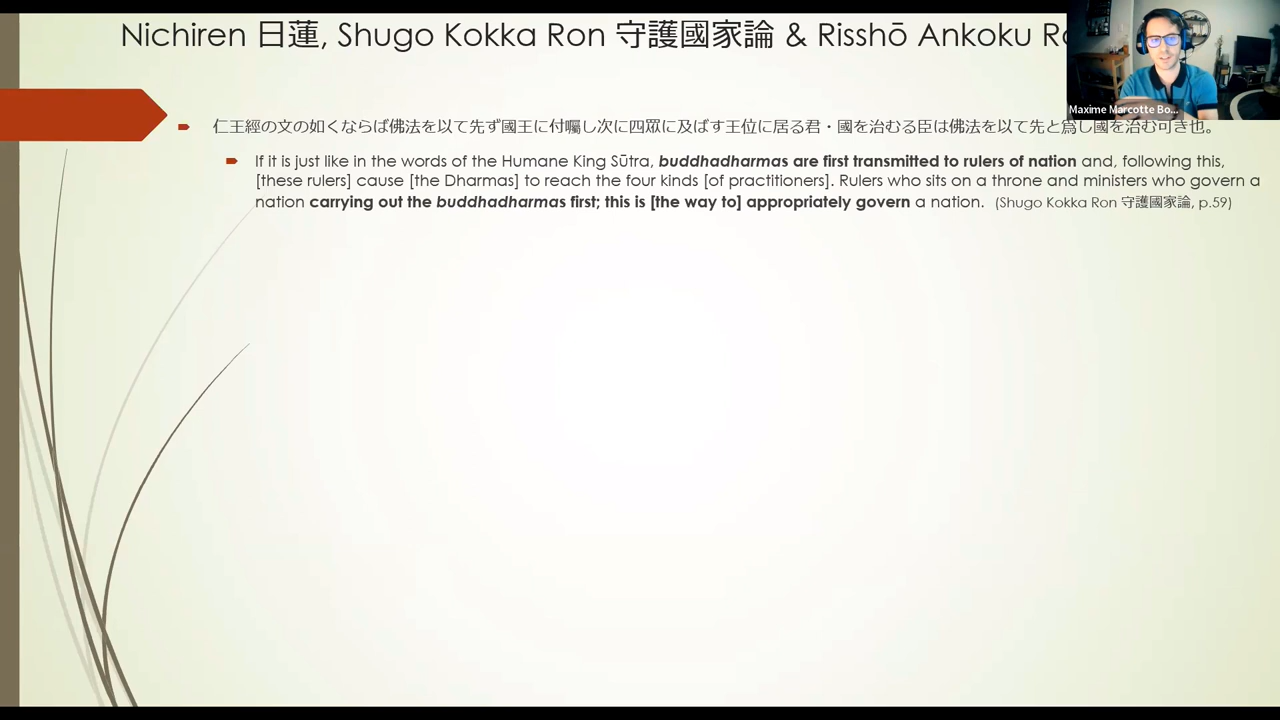 Nichiren 日蓮, Shugo Kokka Ron 守護國家論 & Risshō Ankoku
Maxime Marcotte Bo...
仁王經の文の如くならば佛法を以て先ず國王に付囑し次に四眾に及ばす王位に居る君・國を治むる臣は佛法を以て先と爲し國を治む可き也。
If it is just like in the words of the Humane King Sūtra, buddhadharmas are first transmitted to rulers of nation and, following this,
[these rulers] cause [the Dharmas] to reach the four kinds [of practitioners]. Rulers who sits on a throne and ministers who govern a
nation carrying out the buddhadharmas first; this is [the way to] appropriately govern a nation. (Shugo Kokka Ron 守護國家論, p.59)